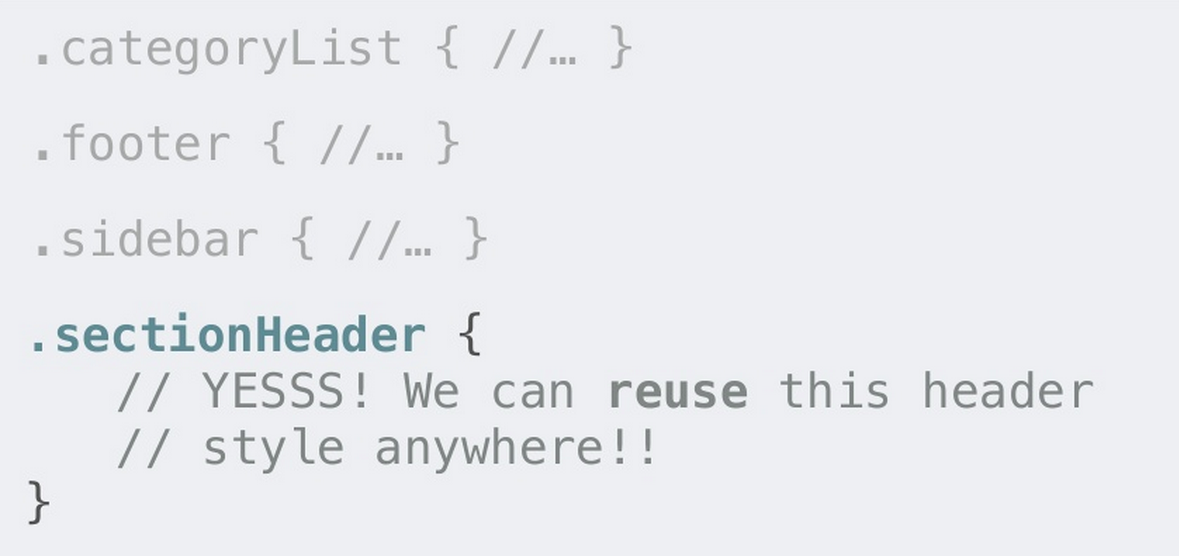 .categoryList { //… }
.footer { //… }
.sidebar { //… }
.sectionHeader {
// YESSS! We can reuse this header
// style anywhere!!
}